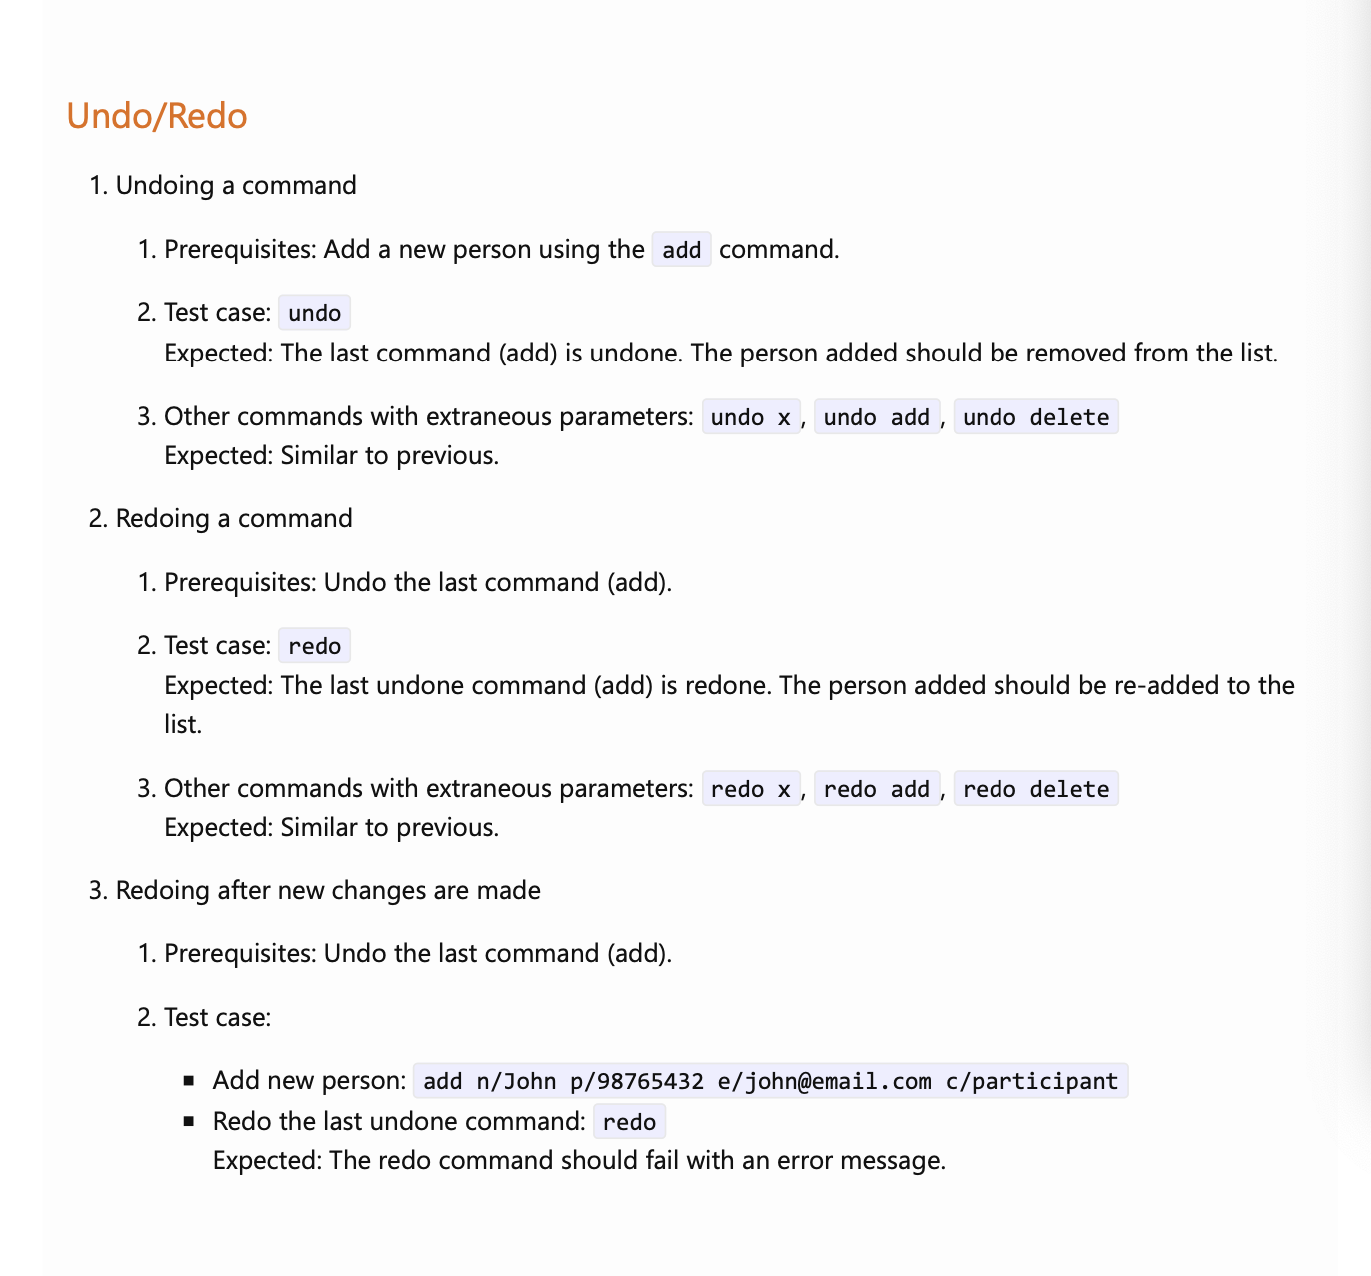 Undo/Redo
1. Undoing a command
1. Prerequisites: Add a new person using the add command.
2. Test case: undo
Expected: The last command (add) is undone. The person added should be removed from the list.
3. Other commands with extraneous parameters: undo x, undo add, undo delete
Expected: Similar to previous.
2. Redoing a command
1. Prerequisites: Undo the last command (add).
2. Test case: redo
Expected: The last undone command (add) is redone. The person added should be re-added to the
list.
3. Other commands with extraneous parameters: redo x, redo add, redo delete
Expected: Similar to previous.
3. Redoing after new changes are made
1. Prerequisites: Undo the last command (add).
2. Test case:
▪ Add new person: add n/John p/98765432 e/john@email.com c/participant
▪ Redo the last undone command: redo
Expected: The redo command should fail with an error message.